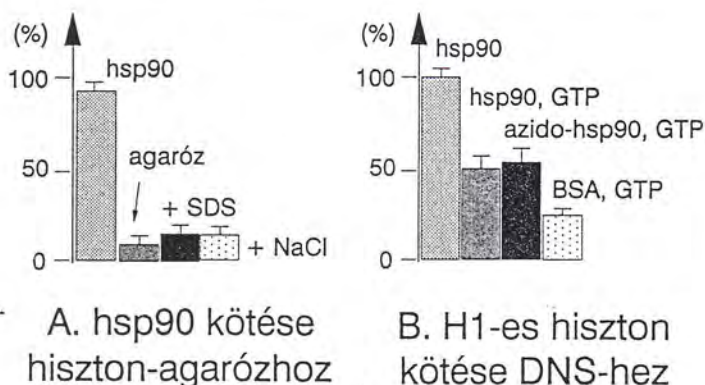 (%)
100
50
0
hsp90
agaróz
+ SDS
+ NaCl
A. hsp90 kötése
hiszton-agarózhoz
(%)
100
50
0
hsp90
hsp90, GTP
azido-hsp90, GTP
BSA, GTP
B. H1-es hiszton
kötése DNS-hez